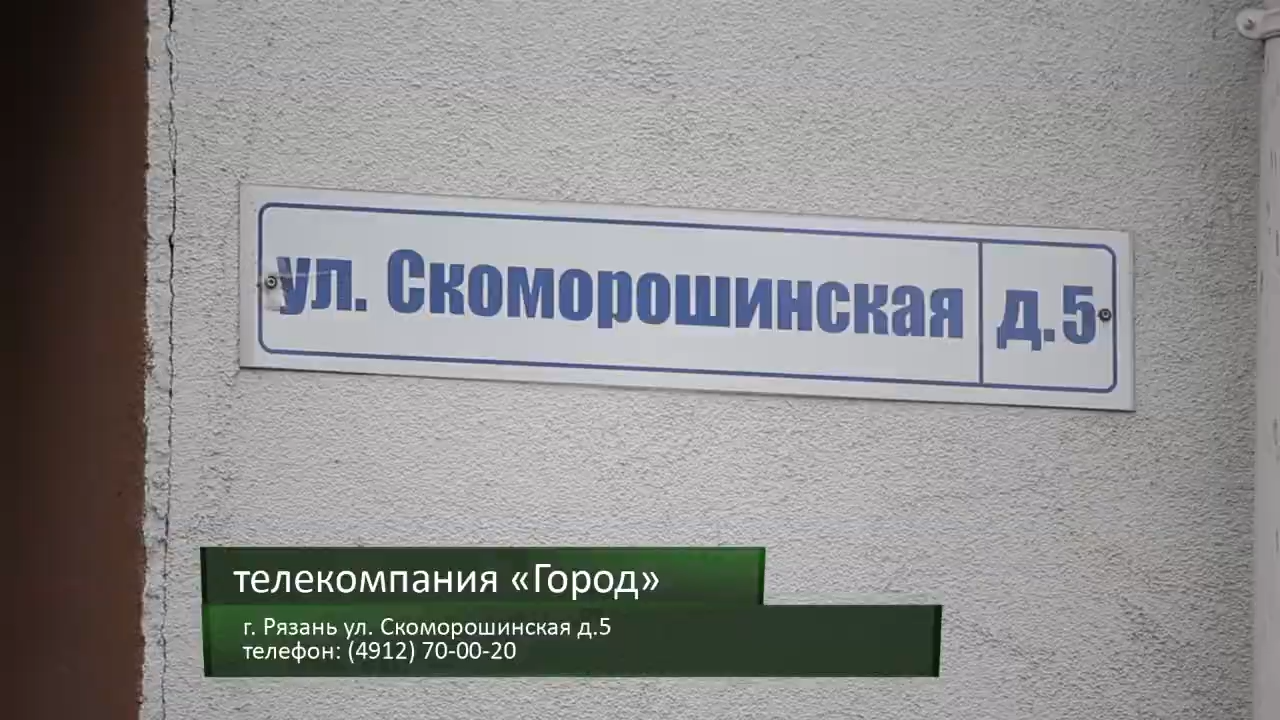 ул. Скоморошинская д.5
телекомпания «Город»
г. Рязань ул. Скоморошинская д.5
телефон: (4912) 70-00-20